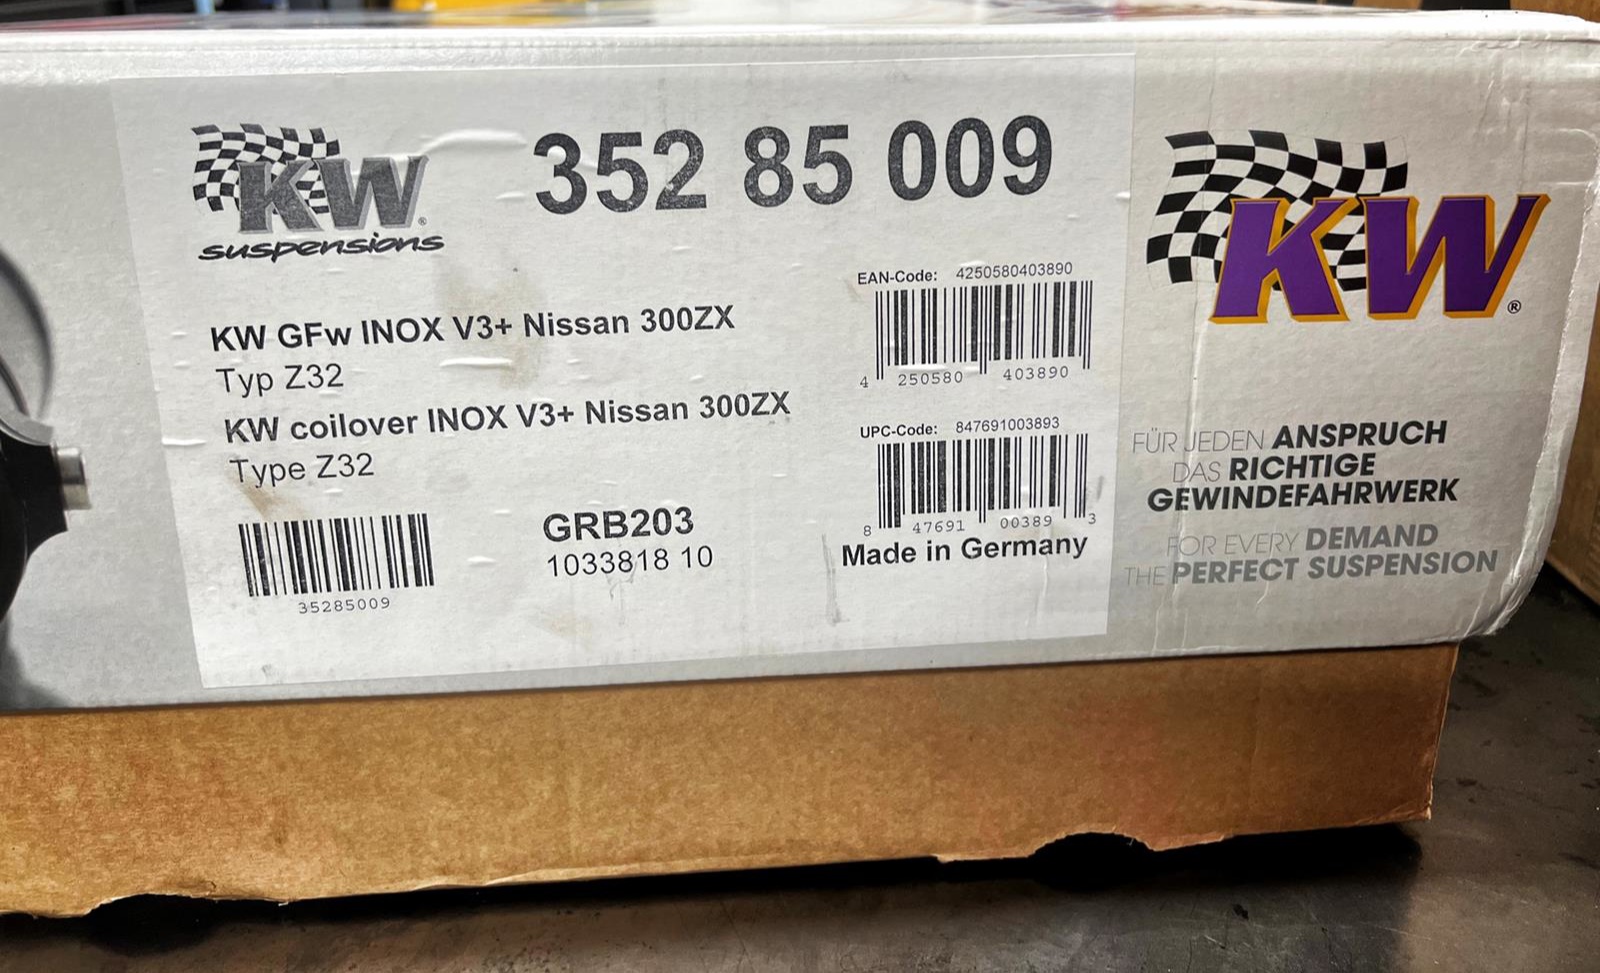 KW®
suspensions
352 85 009
KW GFw INOX V3+ Nissan 300ZX
Typ Z32
KW coilover INOX V3+ Nissan 300ZX
Type Z32
35285009
GRB203
1033818 10
EAN-Code: 4250580403890
4 250580 403890
UPC-Code: 847691003893
8 47691 00389 3
Made in Germany
KW®
FÜR JEDEN ANSPRUCH
DAS RICHTIGE
GEWINDEFAHRWERK
FOR EVERY DEMAND
THE PERFECT SUSPENSION